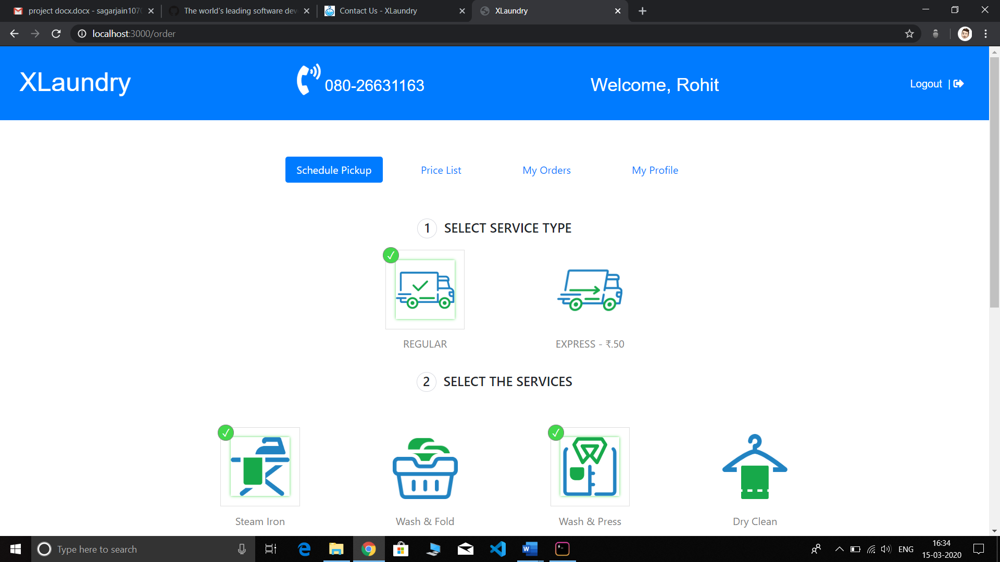 project docx.docx - sagarjain107
The world's leading software dev
Contact Us - XLaundry
XLaundry
localhost:3000/order
XLaundry
080-26631163
Welcome, Rohit
Logout |
Schedule Pickup
Price List
My Orders
My Profile
1 SELECT SERVICE TYPE
REGULAR
EXPRESS - ₹.50
2 SELECT THE SERVICES
Steam Iron
Wash & Fold
Wash & Press
Dry Clean
Type here to search
ENG
16:34
15-03-2020